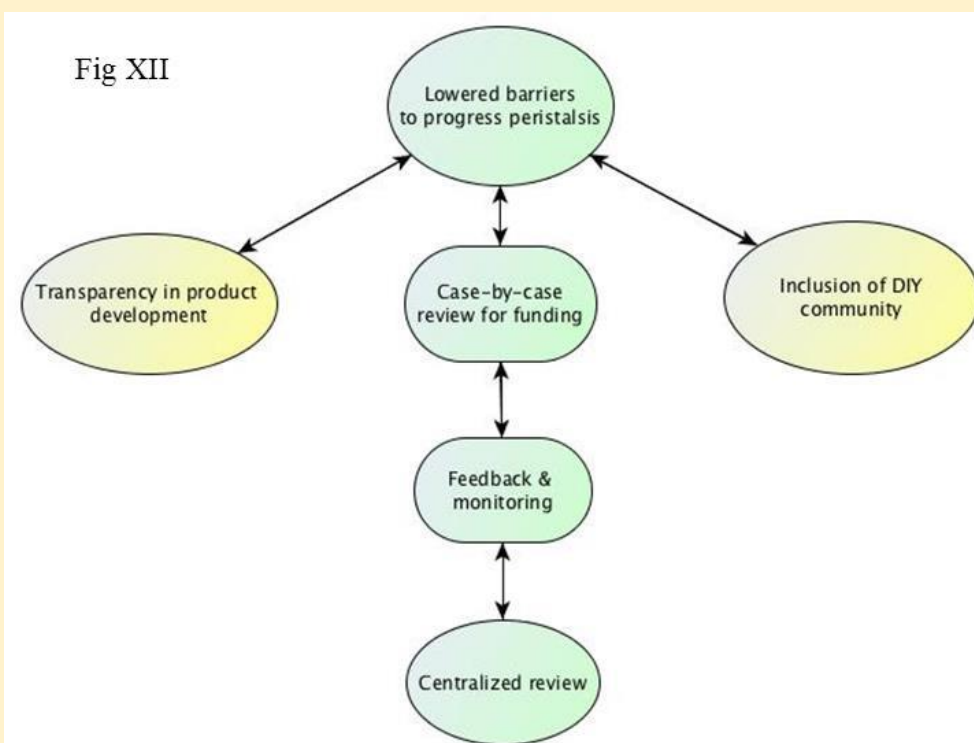 Fig XII
Lowered barriers
to progress peristalsis
Transparency in product
development
Case-by-case
review for funding
Inclusion of DIY
community
Feedback &
monitoring
Centralized review